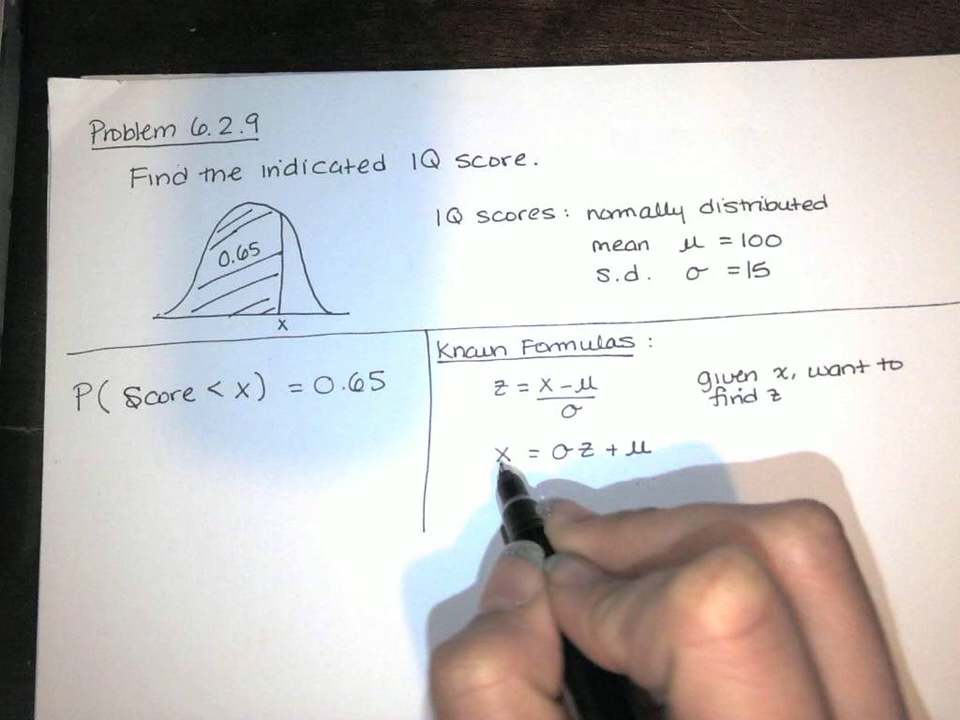 Problem 6.2.9
Find the indicated IQ score.
0.65
x
IQ scores: normally distributed
mean μ = 100
s.d. σ = 15
P( Score < x) = 0.65
Known Formulas:
z = x - μ / σ
given x, want to
find z
x = σz + μ